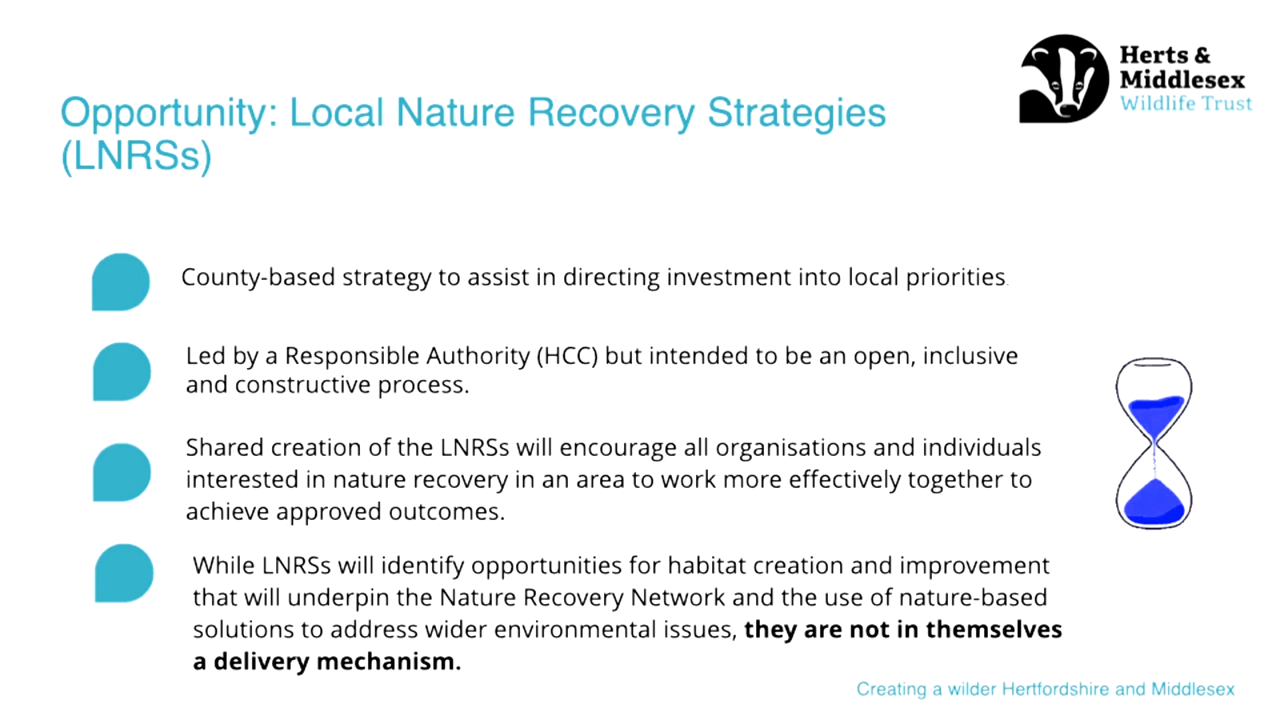 Herts &
Middlesex
Wildlife Trust
Opportunity: Local Nature Recovery Strategies
(LNRSs)
County-based strategy to assist in directing investment into local priorities.
Led by a Responsible Authority (HCC) but intended to be an open, inclusive
and constructive process.
Shared creation of the LNRSs will encourage all organisations and individuals
interested in nature recovery in an area to work more effectively together to
achieve approved outcomes.
While LNRSs will identify opportunities for habitat creation and improvement
that will underpin the Nature Recovery Network and the use of nature-based
solutions to address wider environmental issues, they are not in themselves
a delivery mechanism.
Creating a wilder Hertfordshire and Middlesex